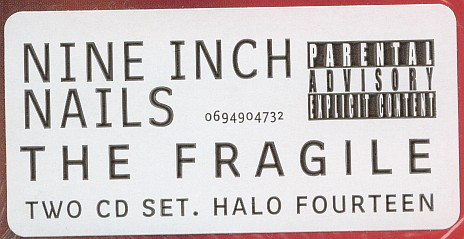 NINE INCH
NAILS
0694904732
PARENTAL
ADVISORY
EXPLICIT CONTENT
THE FRAGILE
TWO CD SET. HALO FOURTEEN